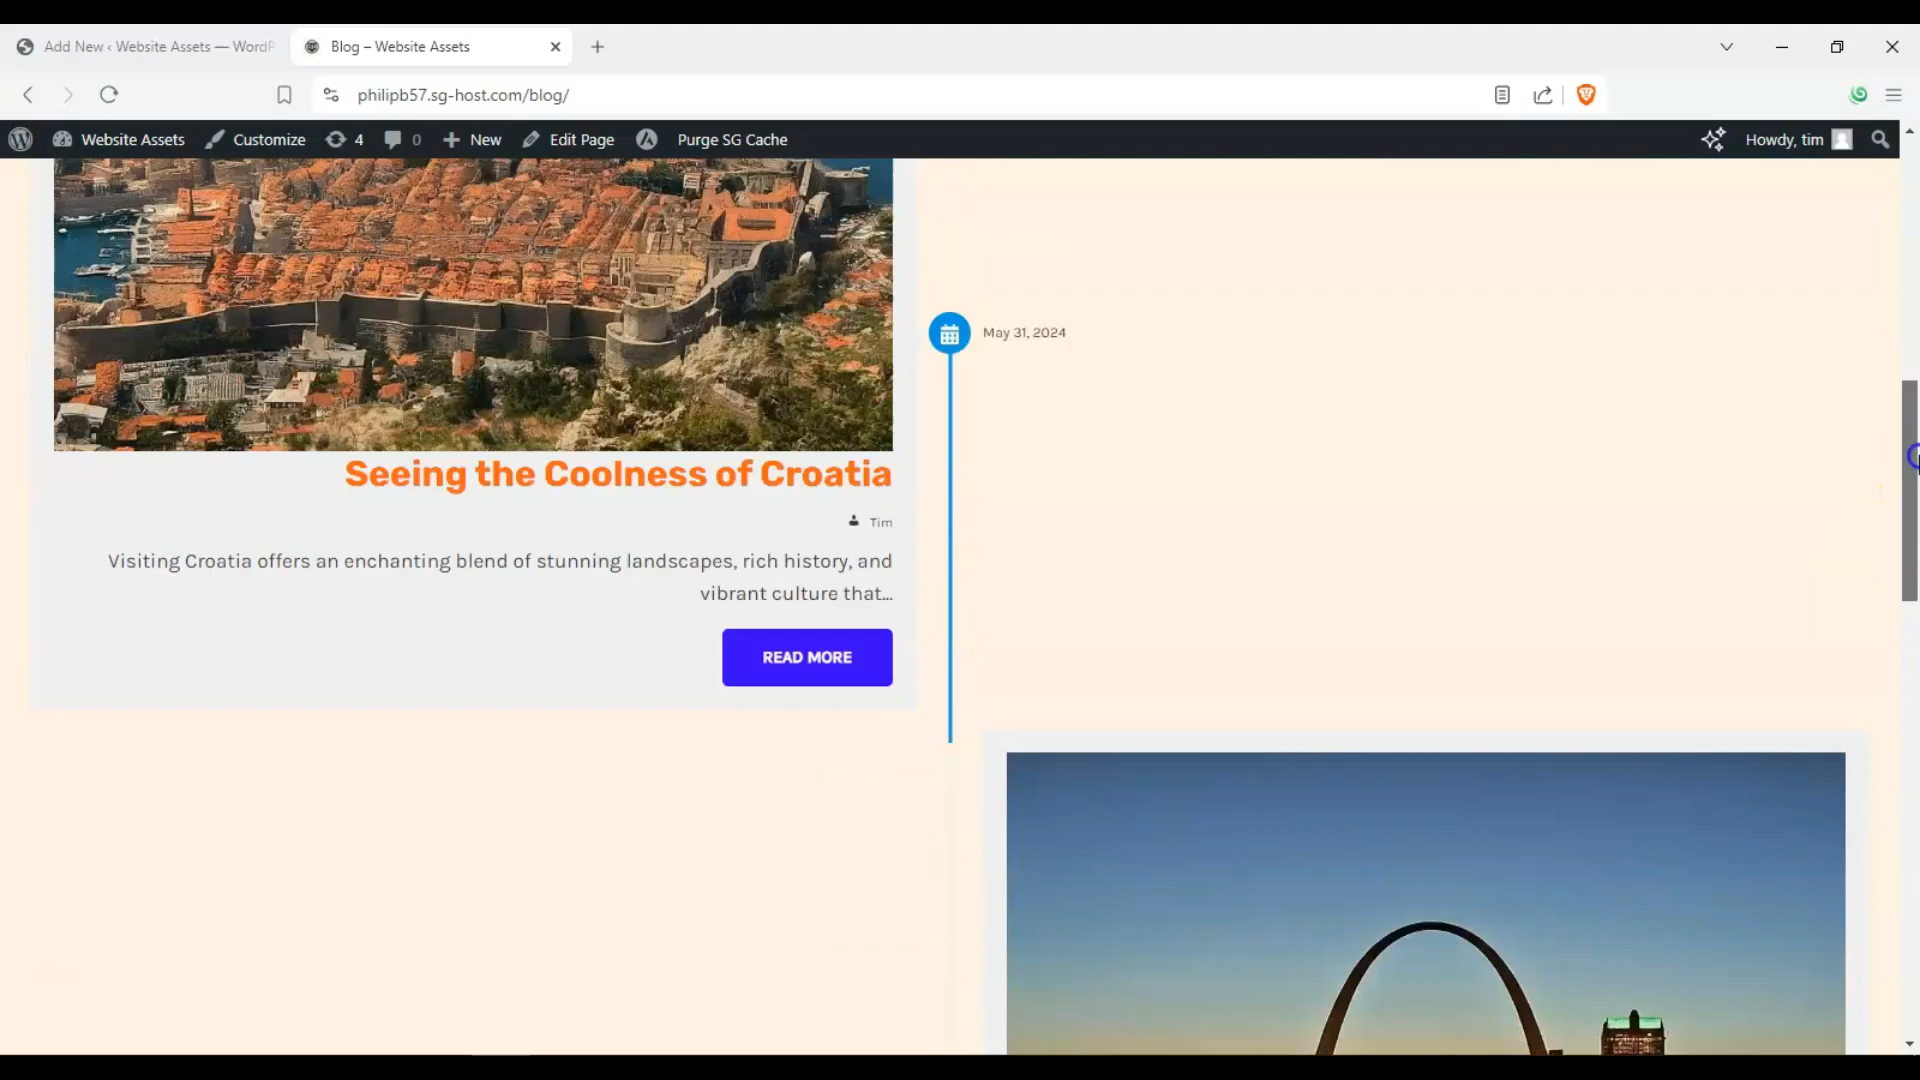 Add New ‹ Website Assets — WordP
Blog – Website Assets
philipb57.sg-host.com/blog/
Website Assets Customize 4 0 New Edit Page Purge SG Cache Howdy, tim
May 31, 2024
Seeing the Coolness of Croatia
Tim
Visiting Croatia offers an enchanting blend of stunning landscapes, rich history, and
vibrant culture that...
READ MORE